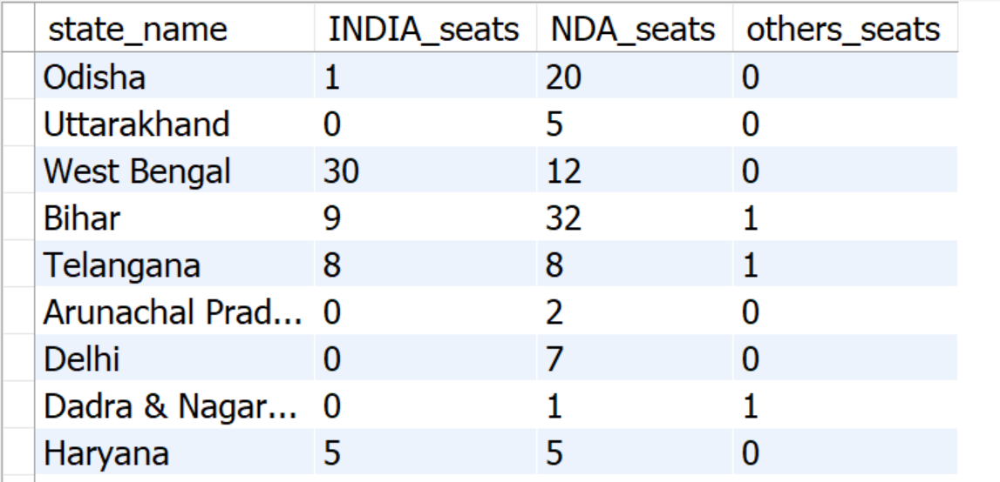 state_name INDIA_seats NDA_seats others_seats
Odisha 1 20 0
Uttarakhand 0 5 0
West Bengal 30 12 0
Bihar 9 32 1
Telangana 8 8 1
Arunachal Prad... 0 2 0
Delhi 0 7 0
Dadra & Nagar... 0 1 1
Haryana 5 5 0